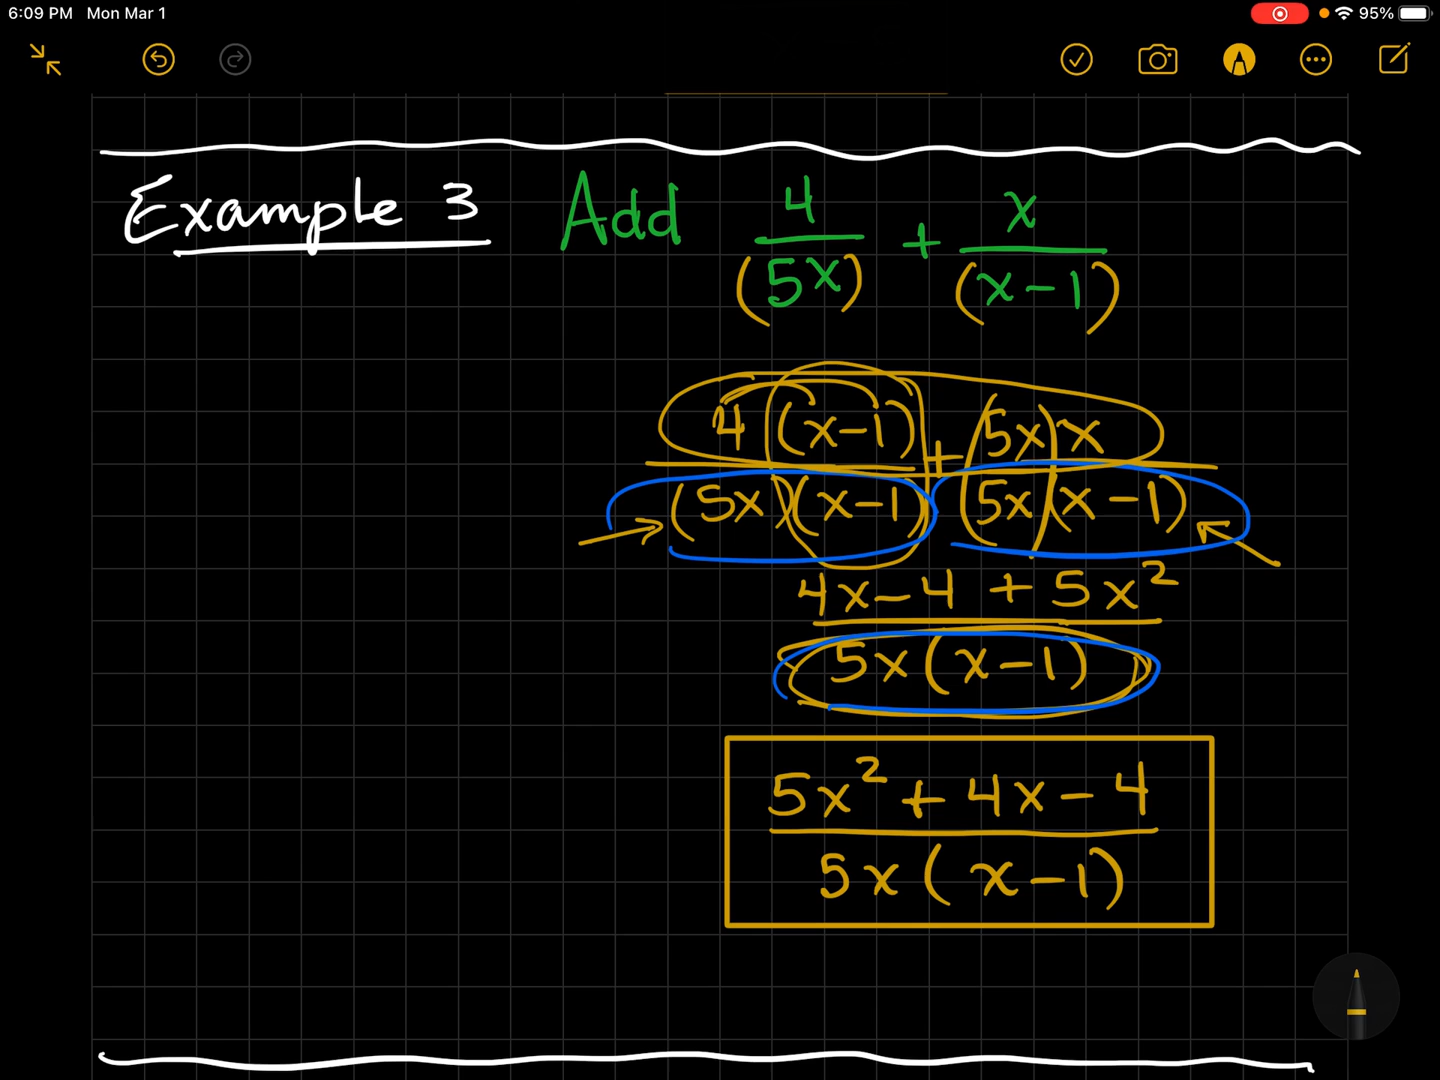 6:09 PM Mon Mar 1 95%
Example 3 Add 4/(5x) + x/(x-1)
4(x-1) + (5x)x
(5x)(x-1) (5x)(x-1)
4x-4 + 5x²
5x(x-1)
5x² + 4x - 4
5x(x-1)